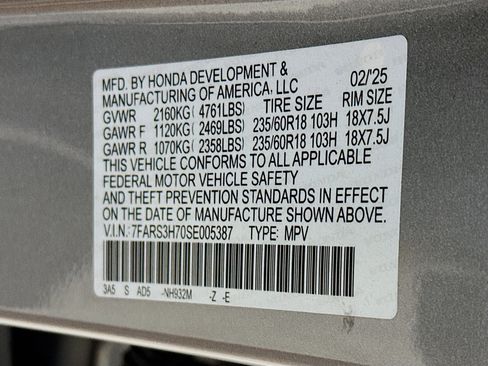 MFD. BY HONDA DEVELOPMENT &
MANUFACTURING OF AMERICA, LLC 02/'25
GVWR 2160KG( 4761LBS) TIRE SIZE RIM SIZE
GAWR F 1120KG( 2469LBS) 235/60R18 103H 18X7.5J
GAWR R 1070KG( 2358LBS) 235/60R18 103H 18X7.5J
THIS VEHICLE CONFORMS TO ALL APPLICABLE
FEDERAL MOTOR VEHICLE SAFETY
AND THEFT PREVENTION STANDARDS IN EFFECT
ON THE DATE OF MANUFACTURE SHOWN ABOVE.
V.I.N.: 7FARS3H70SE005387 TYPE: MPV
3A5 S AD5 -NH932M -Z -E